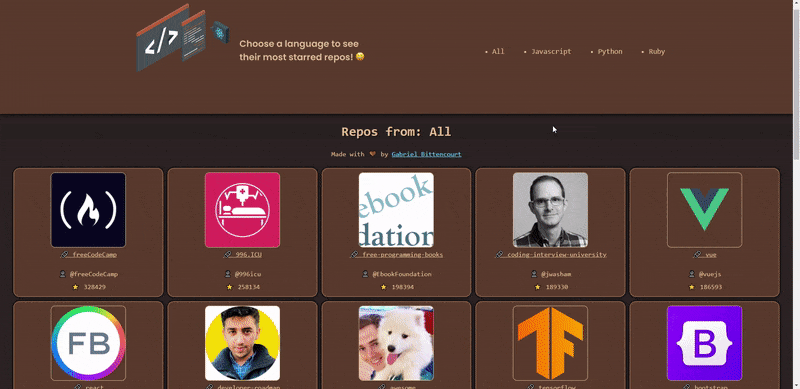 </>
Choose a language to see
their most starred repos! 😄
• All • Javascript • Python • Ruby
Repos from: All
Made with 🤎 by Gabriel Bittencourt
ebook
dation
🔗 freeCodeCamp
🔗 996.ICU
🔗 free-programming-books
🔗 coding-interview-university
🔗 vue
@freeCodeCamp
@996icu
@EbookFoundation
@jwasham
@vuejs
⭐ 328429
⭐ 258134
⭐ 198394
⭐ 189330
⭐ 186593
FB
B
🔗 react
🔗 developer-roadmap
🔗 awesome
🔗 tensorflow
🔗 bootstrap